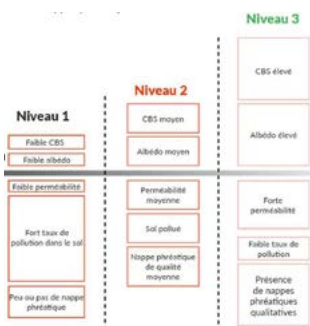 Niveau 1
Faible CBS
Faible albédo
Faible perméabilité
Fort taux de
pollution dans le sol
Peu ou pas de nappe
phréatique
Niveau 2
CBS moyen
Albédo moyen
Perméabilité
moyenne
Sol pollué
Nappe phréatique
de qualité
moyenne
Niveau 3
CBS élevé
Albédo élevé
Forte
perméabilité
Faible taux de
pollution
Présence
de nappes
phréatiques
qualitatives